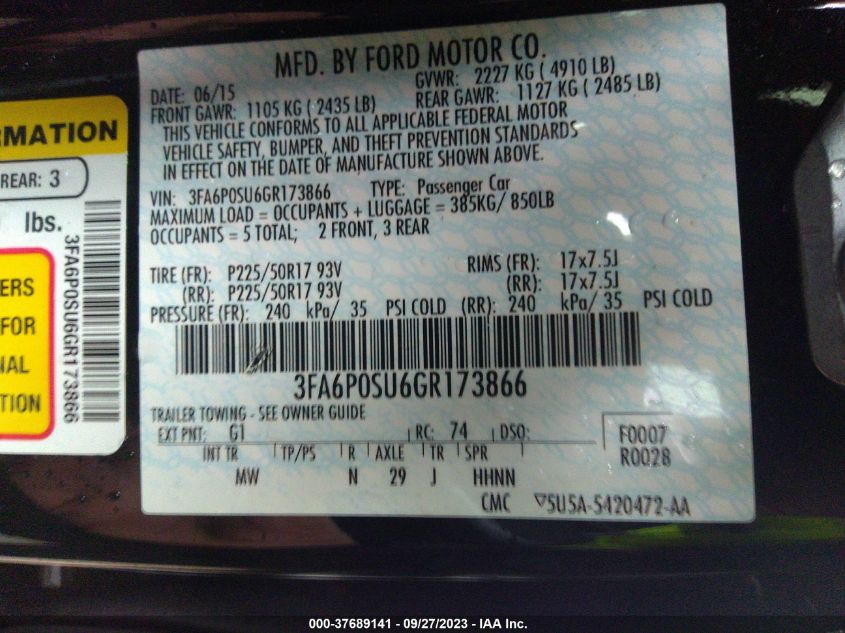 MFD. BY FORD MOTOR CO.
DATE: 06/15 GVWR: 2227 KG ( 4910 LB)
FRONT GAWR: 1105 KG ( 2435 LB) REAR GAWR: 1127 KG ( 2485 LB)
THIS VEHICLE CONFORMS TO ALL APPLICABLE FEDERAL MOTOR
VEHICLE SAFETY, BUMPER, AND THEFT PREVENTION STANDARDS
IN EFFECT ON THE DATE OF MANUFACTURE SHOWN ABOVE.
VIN: 3FA6P0SU6GR173866 TYPE: Passenger Car
MAXIMUM LOAD = OCCUPANTS + LUGGAGE = 385KG/ 850LB
OCCUPANTS = 5 TOTAL; 2 FRONT, 3 REAR
TIRE (FR): P225/50R17 93V RIMS (FR): 17x7.5J
(RR): P225/50R17 93V (RR): 17x7.5J
PRESSURE (FR): 240 kPa/ 35 PSI COLD (RR): 240 kPa/ 35 PSI COLD
3FA6P0SU6GR173866
TRAILER TOWING - SEE OWNER GUIDE
EXT PNT: G1 RC: 74 DSO: F0007
INT TR TP/PS R AXLE TR SPR R0028
MW N 29 J HHNN
CMC ▽5U5A-5420472-AA
RMATION
REAR: 3
lbs.
ERS
FOR
NAL
TION
3FA6P0SU6GR173866
000-37689141 - 09/27/2023 - IAA Inc.